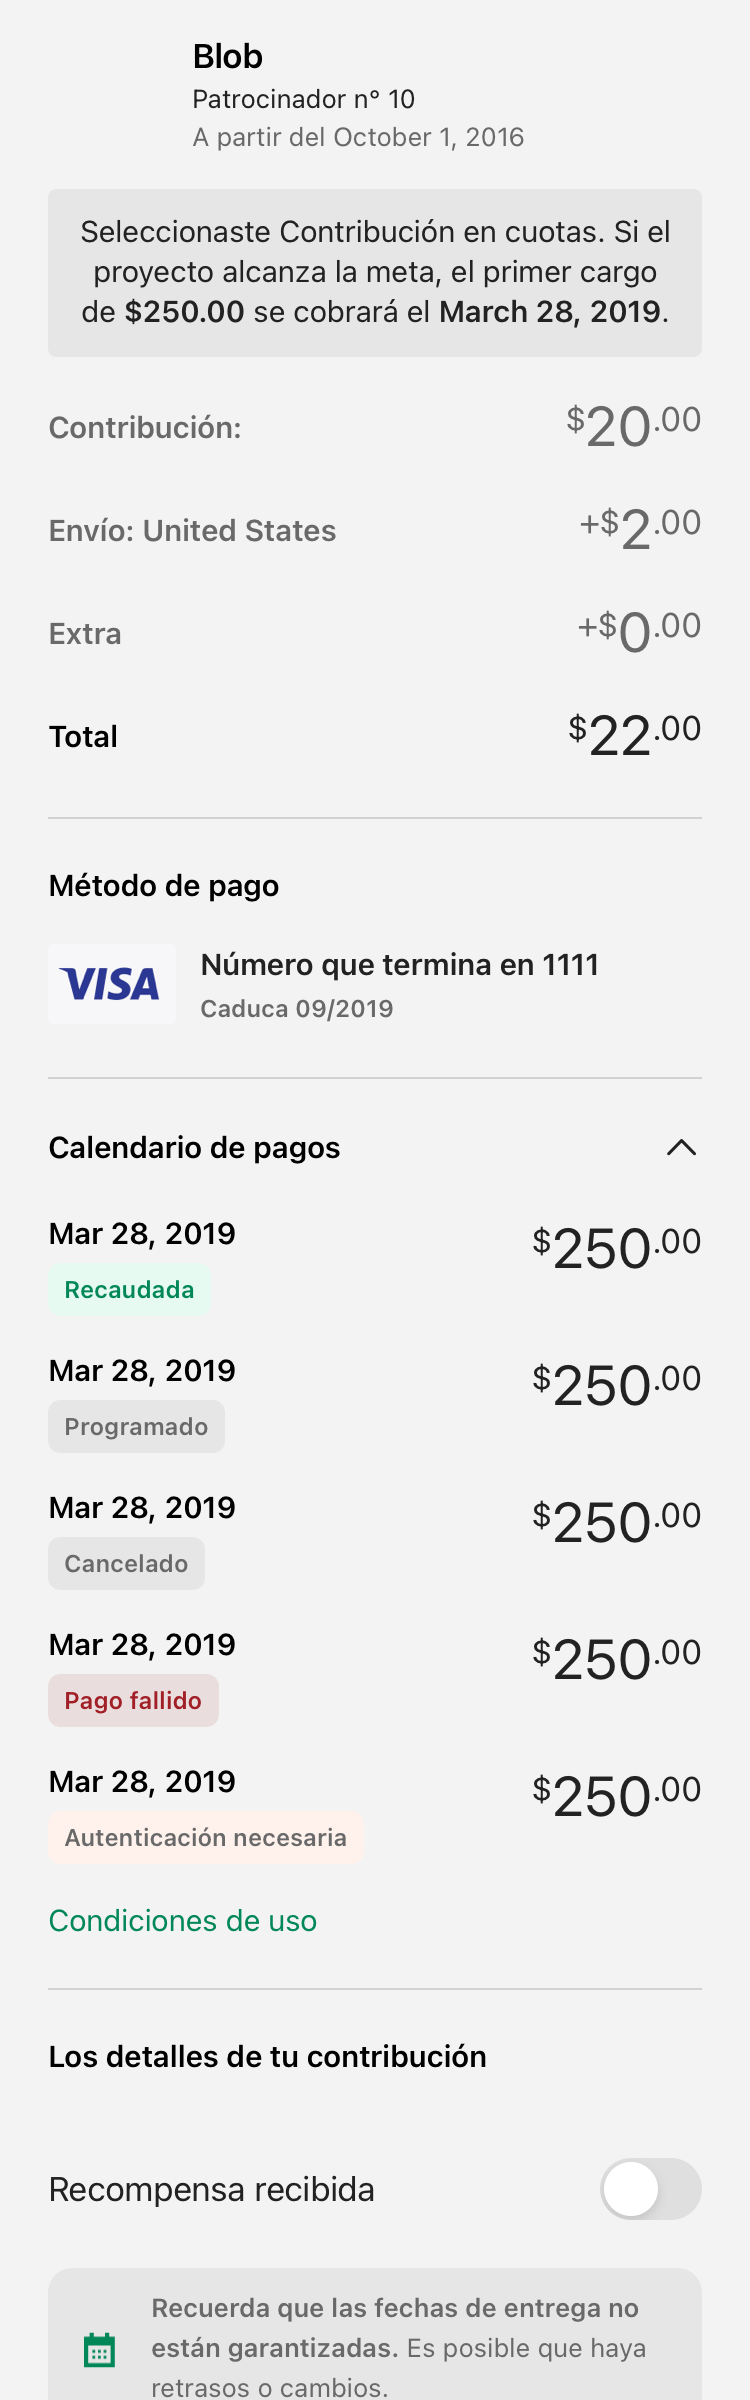 Blob
Patrocinador n° 10
A partir del October 1, 2016
Seleccionaste Contribución en cuotas. Si el
proyecto alcanza la meta, el primer cargo
de $250.00 se cobrará el March 28, 2019.
Contribución: $20.00
Envío: United States +$2.00
Extra +$0.00
Total $22.00
Método de pago
VISA Número que termina en 1111
Caduca 09/2019
Calendario de pagos
Mar 28, 2019 $250.00
Recaudada
Mar 28, 2019 $250.00
Programado
Mar 28, 2019 $250.00
Cancelado
Mar 28, 2019 $250.00
Pago fallido
Mar 28, 2019 $250.00
Autenticación necesaria
Condiciones de uso
Los detalles de tu contribución
Recompensa recibida
Recuerda que las fechas de entrega no
están garantizadas. Es posible que haya
retrasos o cambios.